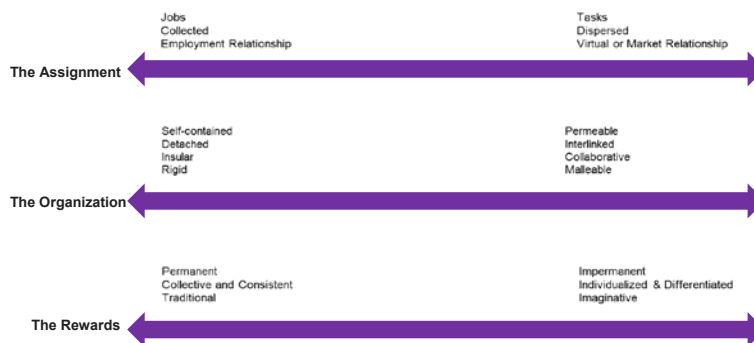 Jobs
Collected
Employment Relationship
Tasks
Dispersed
Virtual or Market Relationship
The Assignment
Self-contained
Detached
Insular
Rigid
Permeable
Interlinked
Collaborative
Malleable
The Organization
Permanent
Collective and Consistent
Traditional
Impermanent
Individualized & Differentiated
Imaginative
The Rewards